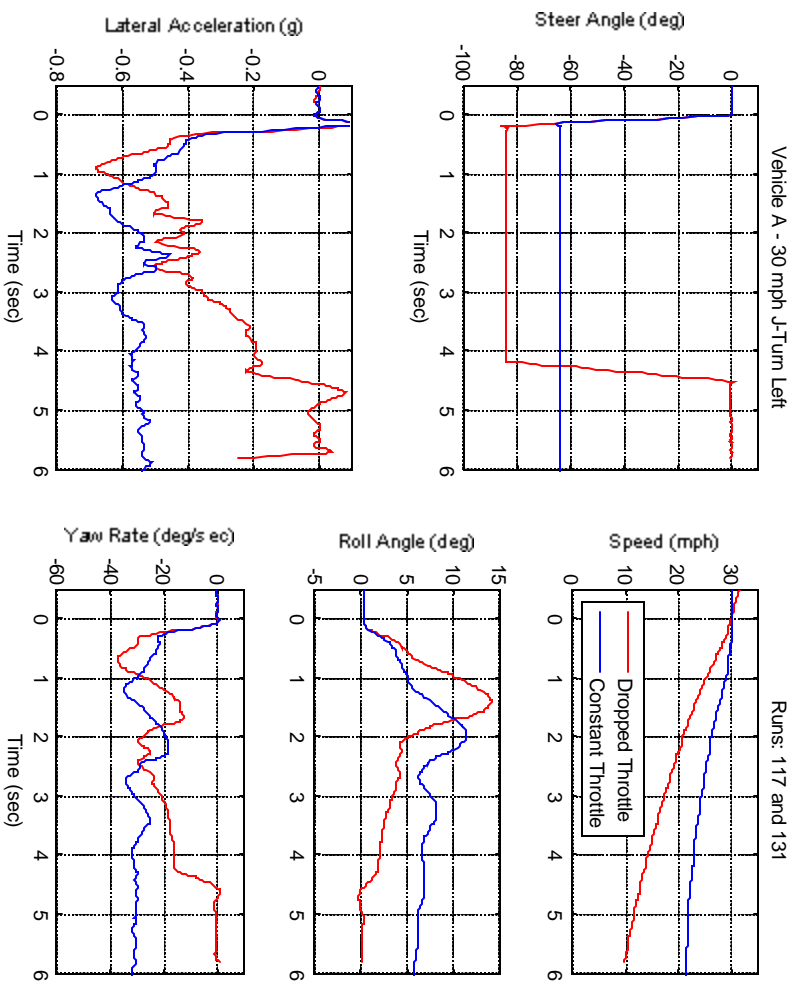 Vehicle A - 30 mph J-Turn Left
Runs: 117 and 131
Steer Angle (deg)
0
-20
-40
-60
-80
-100
0 1 2 3 4 5 6
Time (sec)
Speed (mph)
30
20
10
0
Dropped Throttle
Constant Throttle
0 1 2 3 4 5 6
Roll Angle (deg)
15
10
5
0
-5
0 1 2 3 4 5 6
Lateral Acceleration (g)
0
-0.2
-0.4
-0.6
-0.8
0 1 2 3 4 5 6
Time (sec)
Yaw Rate (deg/s ec)
0
-20
-40
-60
0 1 2 3 4 5 6
Time (sec)